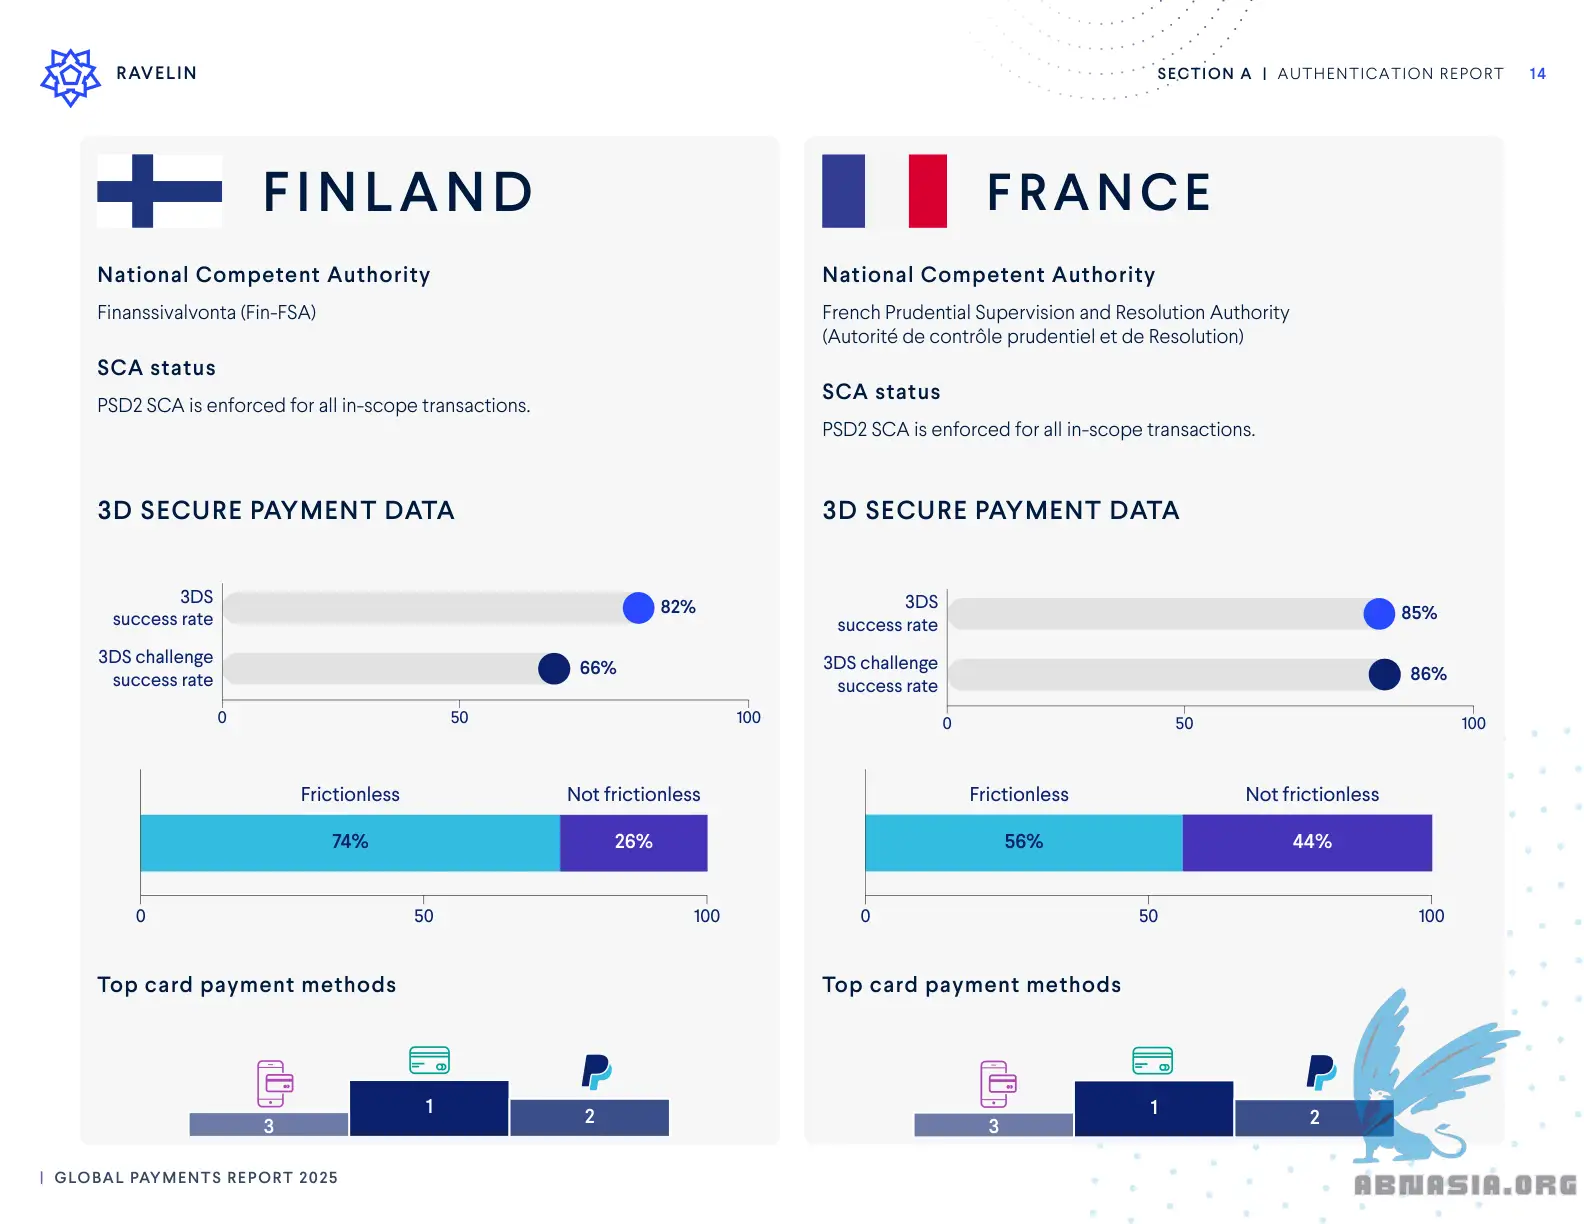 RAVELIN
SECTION A | AUTHENTICATION REPORT 14
FINLAND
National Competent Authority
Finanssivalvonta (Fin-FSA)
SCA status
PSD2 SCA is enforced for all in-scope transactions.
3D SECURE PAYMENT DATA
3DS
success rate
82%
3DS challenge
success rate
66%
0 50 100
Frictionless Not frictionless
74% 26%
0 50 100
Top card payment methods
3 1 2
FRANCE
National Competent Authority
French Prudential Supervision and Resolution Authority
(Autorité de contrôle prudentiel et de Resolution)
SCA status
PSD2 SCA is enforced for all in-scope transactions.
3D SECURE PAYMENT DATA
3DS
success rate
85%
3DS challenge
success rate
86%
0 50 100
Frictionless Not frictionless
56% 44%
0 50 100
Top card payment methods
3 1 2
| GLOBAL PAYMENTS REPORT 2025
ABNASIA.ORG